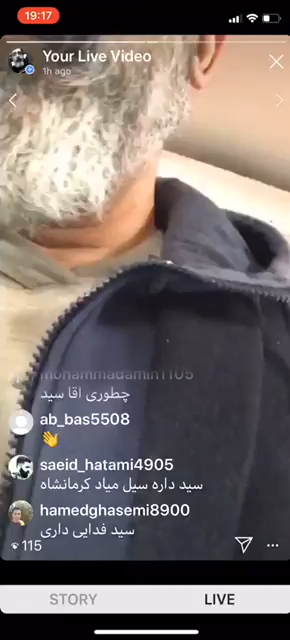 19:17
Your Live Video
1h ago
mohammadamin1105
چطوری اقا سید
ab_bas5508
👋
saeid_hatami4905
سید داره سیل میاد کرمانشاه
hamedghasemi8900
سید فدایی داری
115
STORY
LIVE